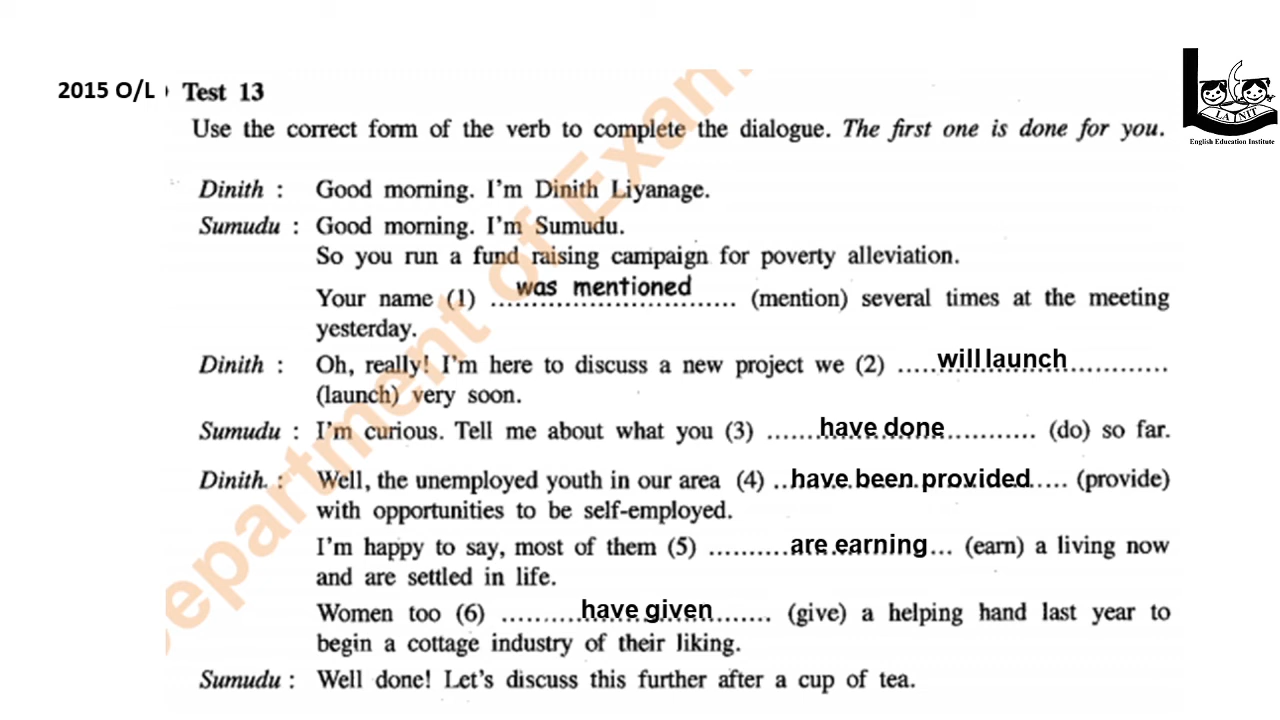 2015 O/L Test 13
LA NIT
English Education Institute
Use the correct form of the verb to complete the dialogue. The first one is done for you.
Dinith : Good morning. I'm Dinith Liyanage.
Sumudu : Good morning. I'm Sumudu.
So you run a fund raising campaign for poverty alleviation.
Your name (1) was mentioned (mention) several times at the meeting
yesterday.
Dinith : Oh, really! I'm here to discuss a new project we (2) will launch
(launch) very soon.
Sumudu : I'm curious. Tell me about what you (3) have done (do) so far.
Dinith : Well, the unemployed youth in our area (4) have been provided (provide)
with opportunities to be self-employed.
I'm happy to say, most of them (5) are earning (earn) a living now
and are settled in life.
Women too (6) have given (give) a helping hand last year to
begin a cottage industry of their liking.
Sumudu : Well done! Let's discuss this further after a cup of tea.
epartment of Exam